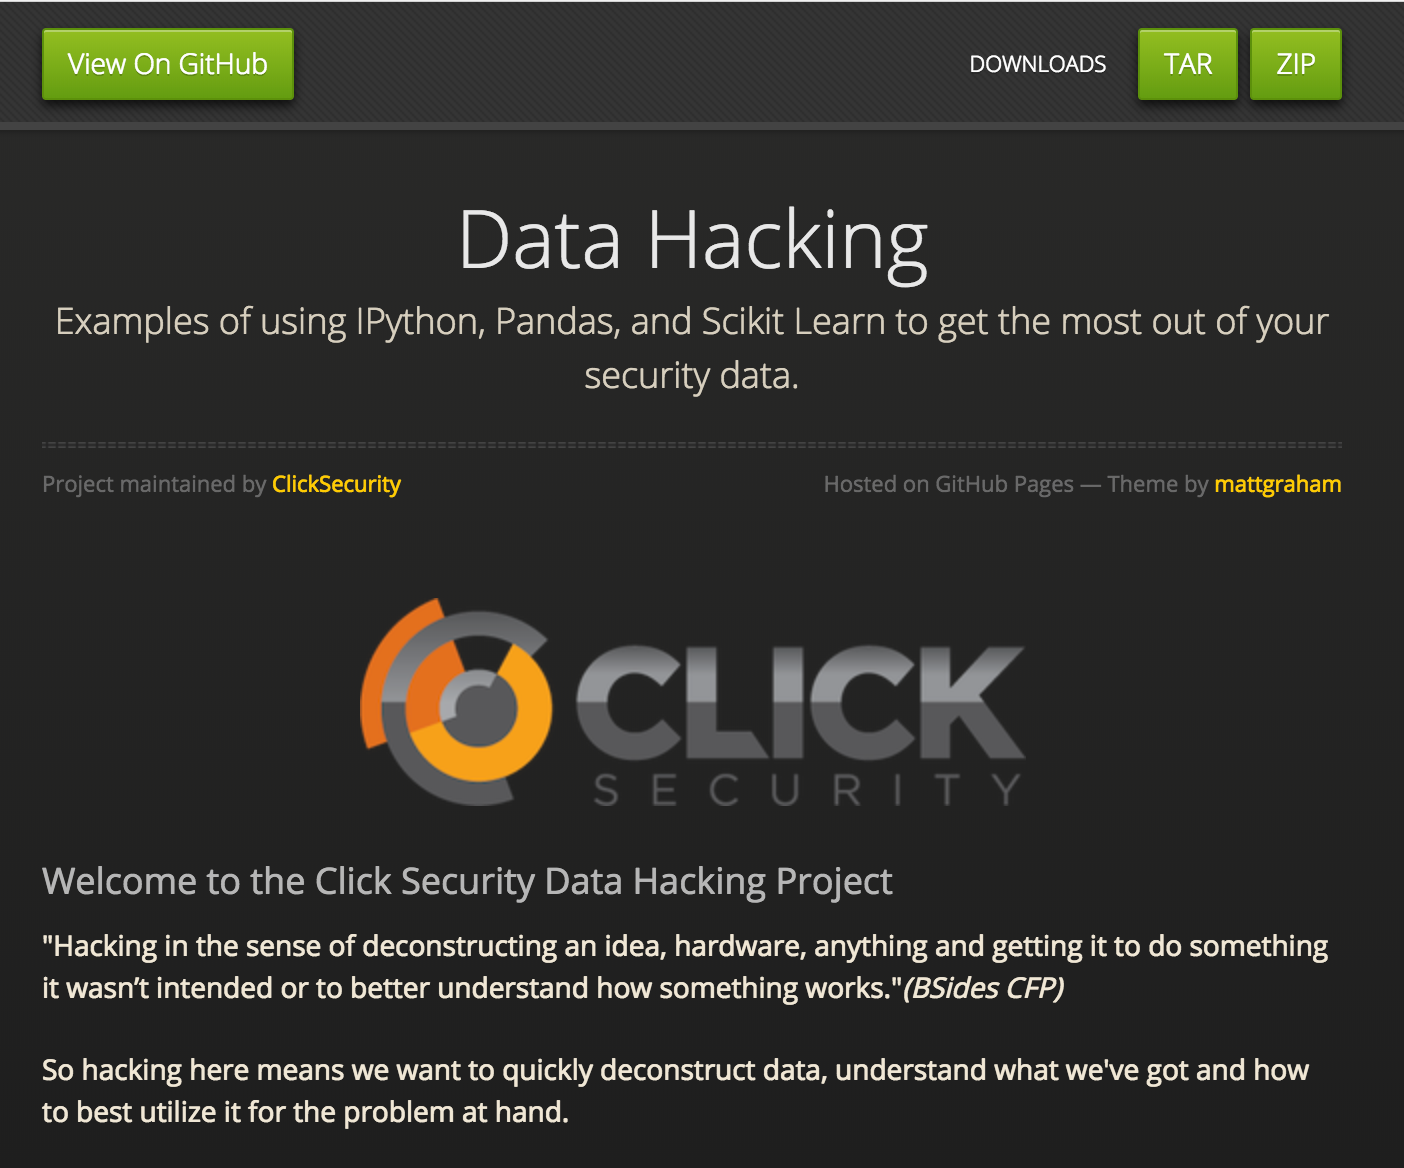 View On GitHub
DOWNLOADS
TAR
ZIP
Data Hacking
Examples of using IPython, Pandas, and Scikit Learn to get the most out of your
security data.
Project maintained by ClickSecurity
Hosted on GitHub Pages — Theme by mattgraham
CLICK
SECURITY
Welcome to the Click Security Data Hacking Project
"Hacking in the sense of deconstructing an idea, hardware, anything and getting it to do something
it wasn’t intended or to better understand how something works."(BSides CFP)
So hacking here means we want to quickly deconstruct data, understand what we've got and how
to best utilize it for the problem at hand.